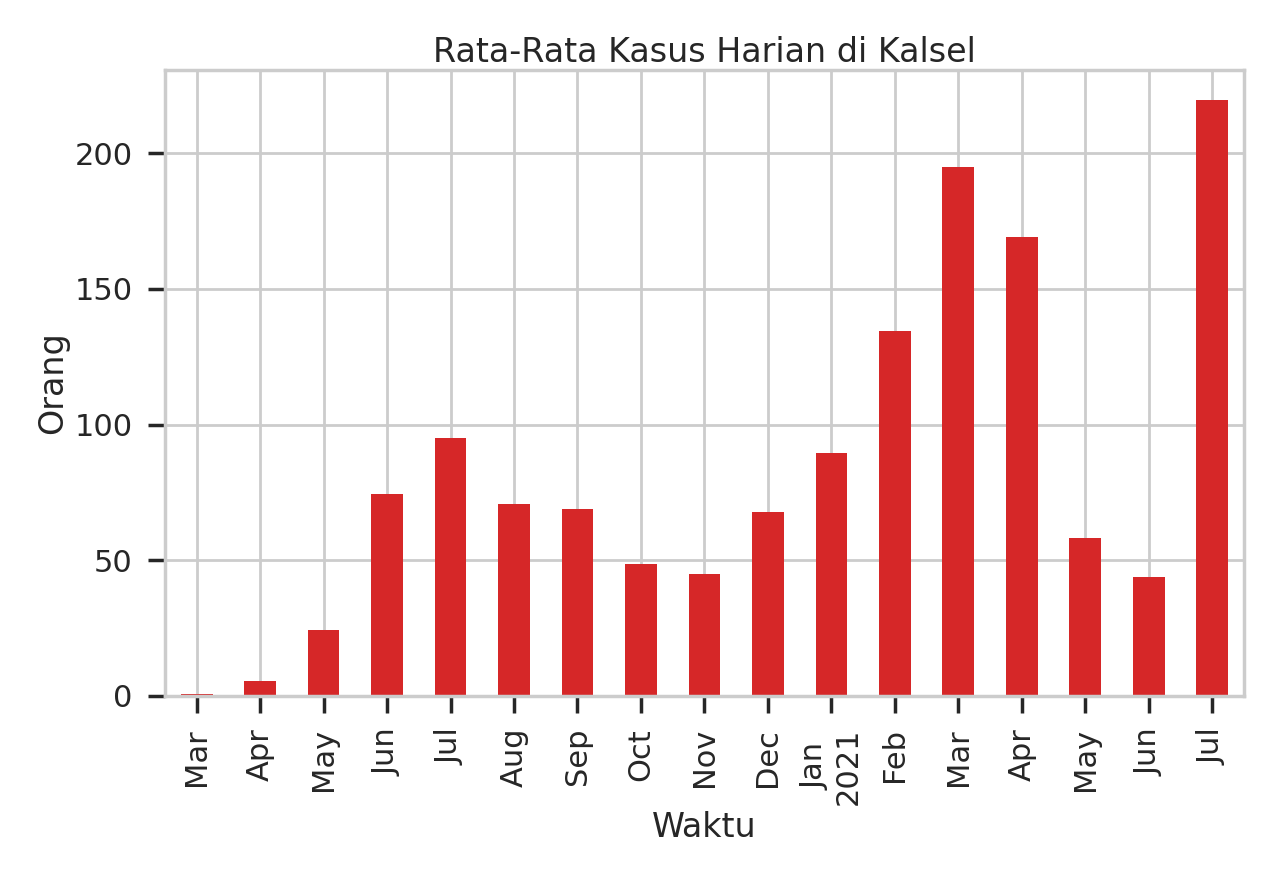 Rata-Rata Kasus Harian di Kalsel
Orang
200
150
100
50
0
Mar
Apr
May
Jun
Jul
Aug
Sep
Oct
Nov
Dec
Jan
2021
Feb
Mar
Apr
May
Jun
Jul
Waktu